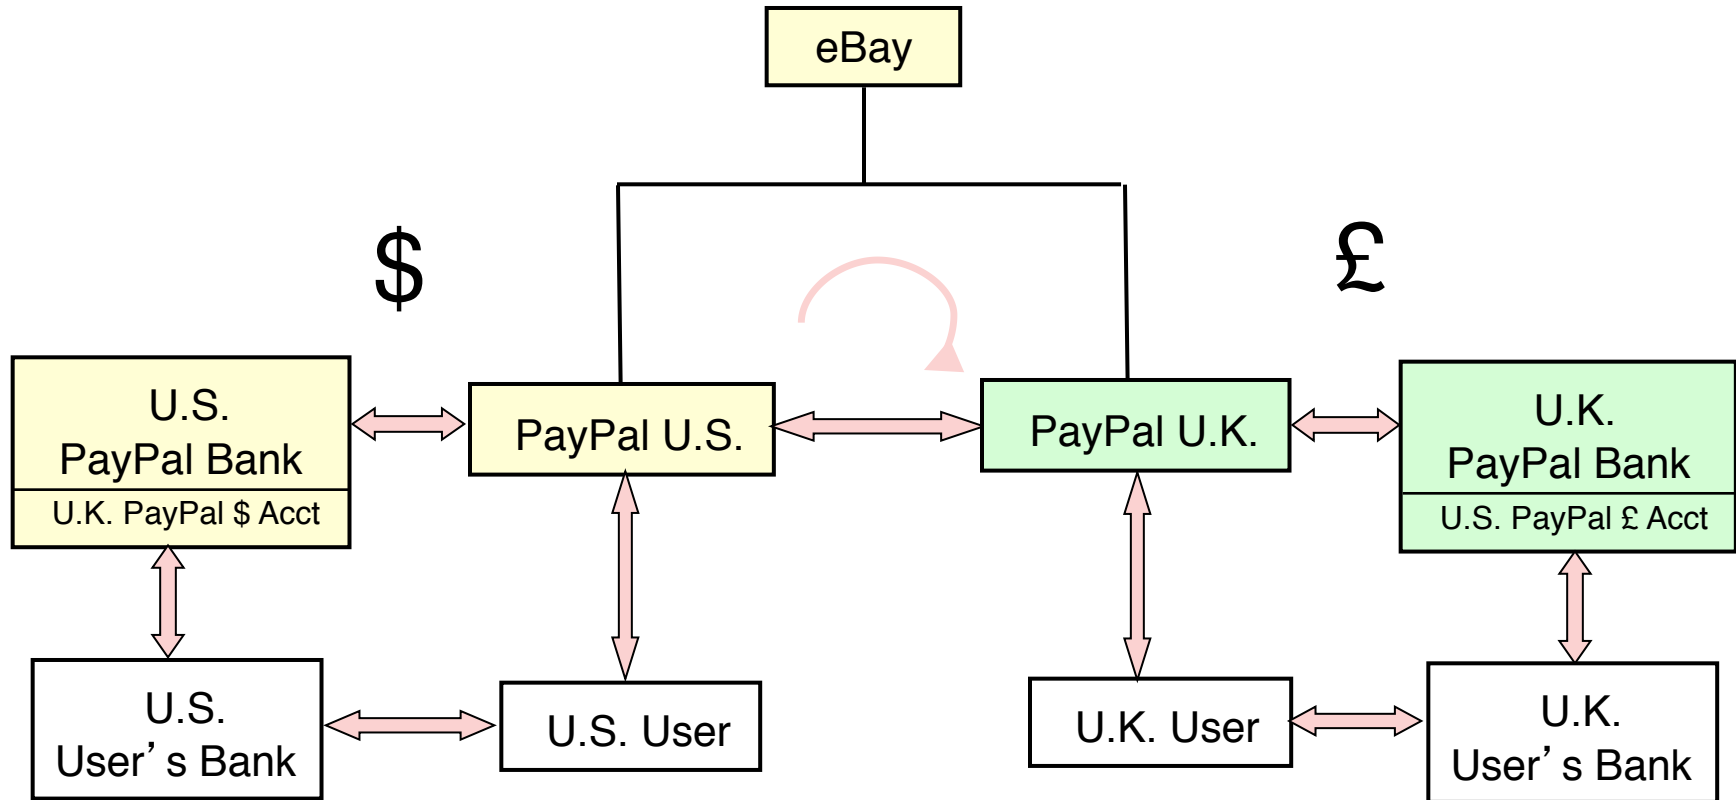 eBay
$
£
U.S.
PayPal Bank
U.K. PayPal $ Acct
PayPal U.S.
PayPal U.K.
U.K.
PayPal Bank
U.S. PayPal £ Acct
U.S.
User’s Bank
U.S. User
U.K. User
U.K.
User’s Bank